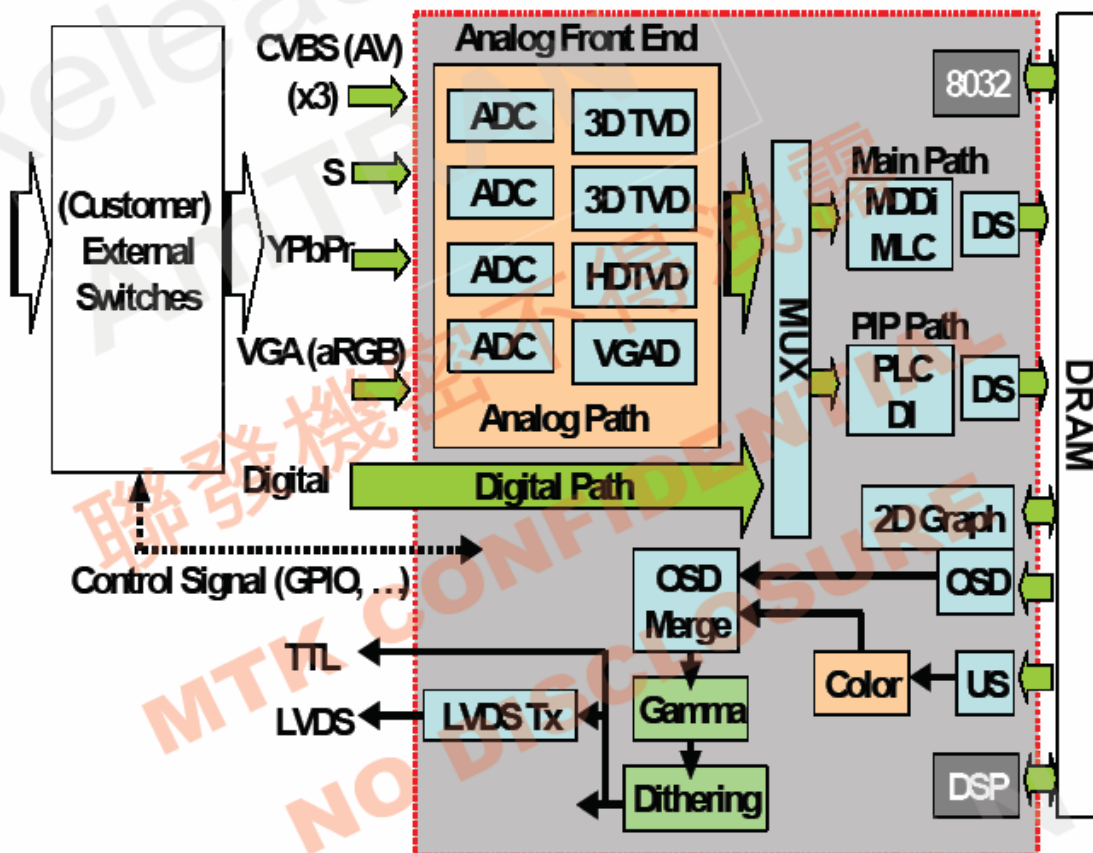 CVBS (AV)
(x3)
S
YPbPr
VGA (aRGB)
Digital
(Customer)
External
Switches
Control Signal (GPIO, …)
TTL
LVDS
Analog Front End
ADC
3D TVD
ADC
3D TVD
ADC
HDTVD
ADC
VGAD
Analog Path
Digital Path
MUX
8032
Main Path
MDDi
MLC
DS
PIP Path
PLC
DI
DS
2D Graph
OSD
OSD
Merge
Color
US
Gamma
LVDS Tx
Dithering
DSP
DRAM
聯發機密不得洩露
MTK CONFIDENTIAL
NO DISCLOSURE